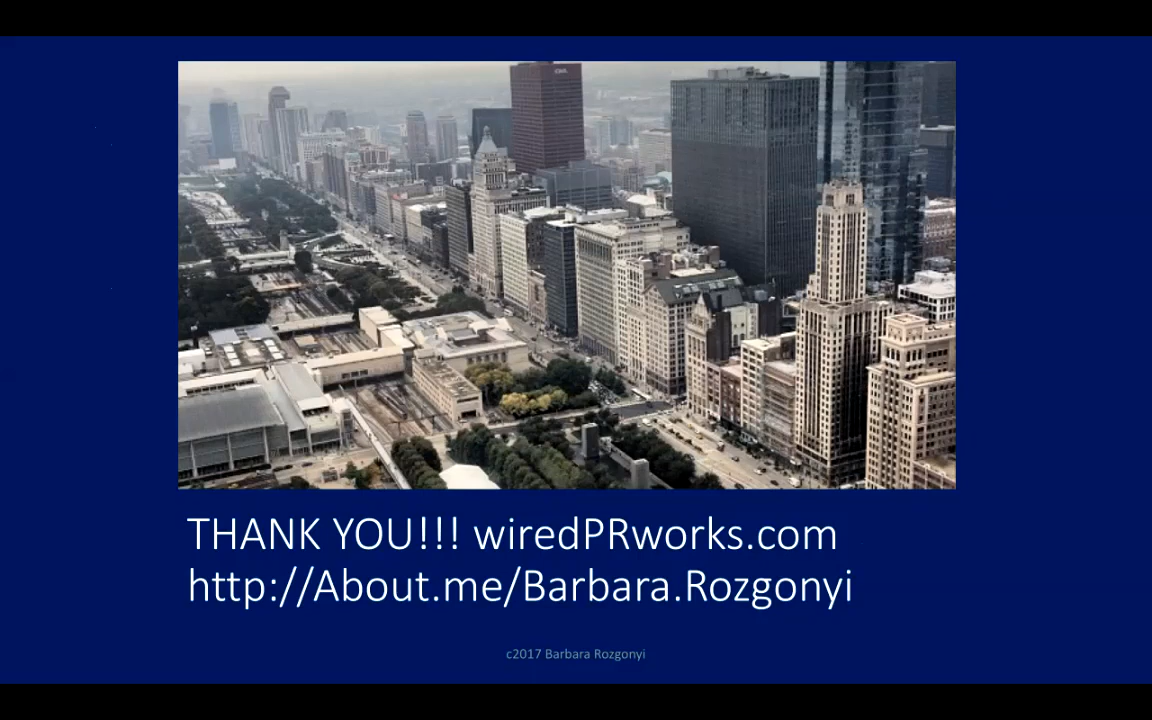 THANK YOU!!! wiredPRworks.com
http://About.me/Barbara.Rozgonyi
c2017 Barbara Rozgonyi